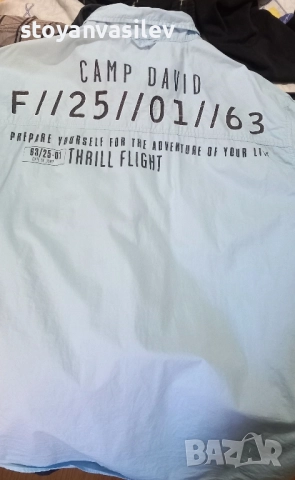 stoyanvasilev
CAMP DAVID
F//25//01//63
PREPARE YOURSELF FOR THE ADVENTURE OF YOUR
63/25-01
THRILL FLIGHT
BAZAR